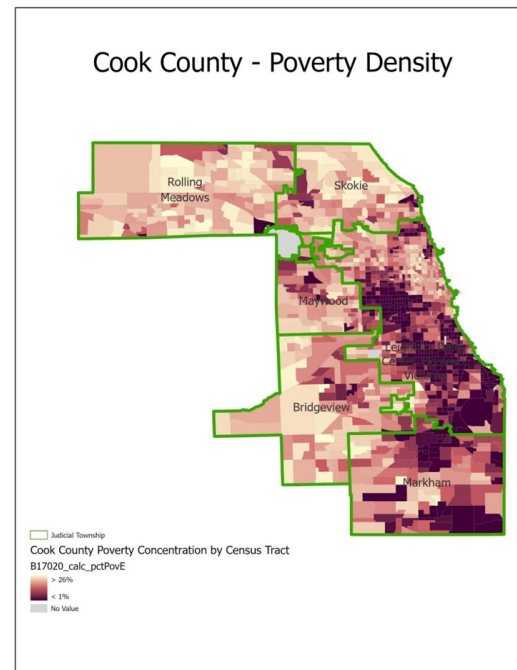 Cook County - Poverty Density
Rolling
Meadows
Skokie
Maywood
Bridgeview
Markham
Judicial Township
Cook County Poverty Concentration by Census Tract
B17020_calc_pctPovE
> 26%
< 1%
No Value